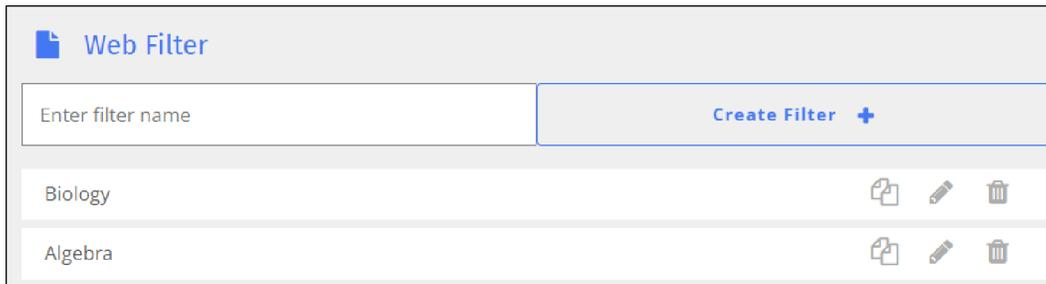 Web Filter
Enter filter name
Create Filter
Biology
Algebra